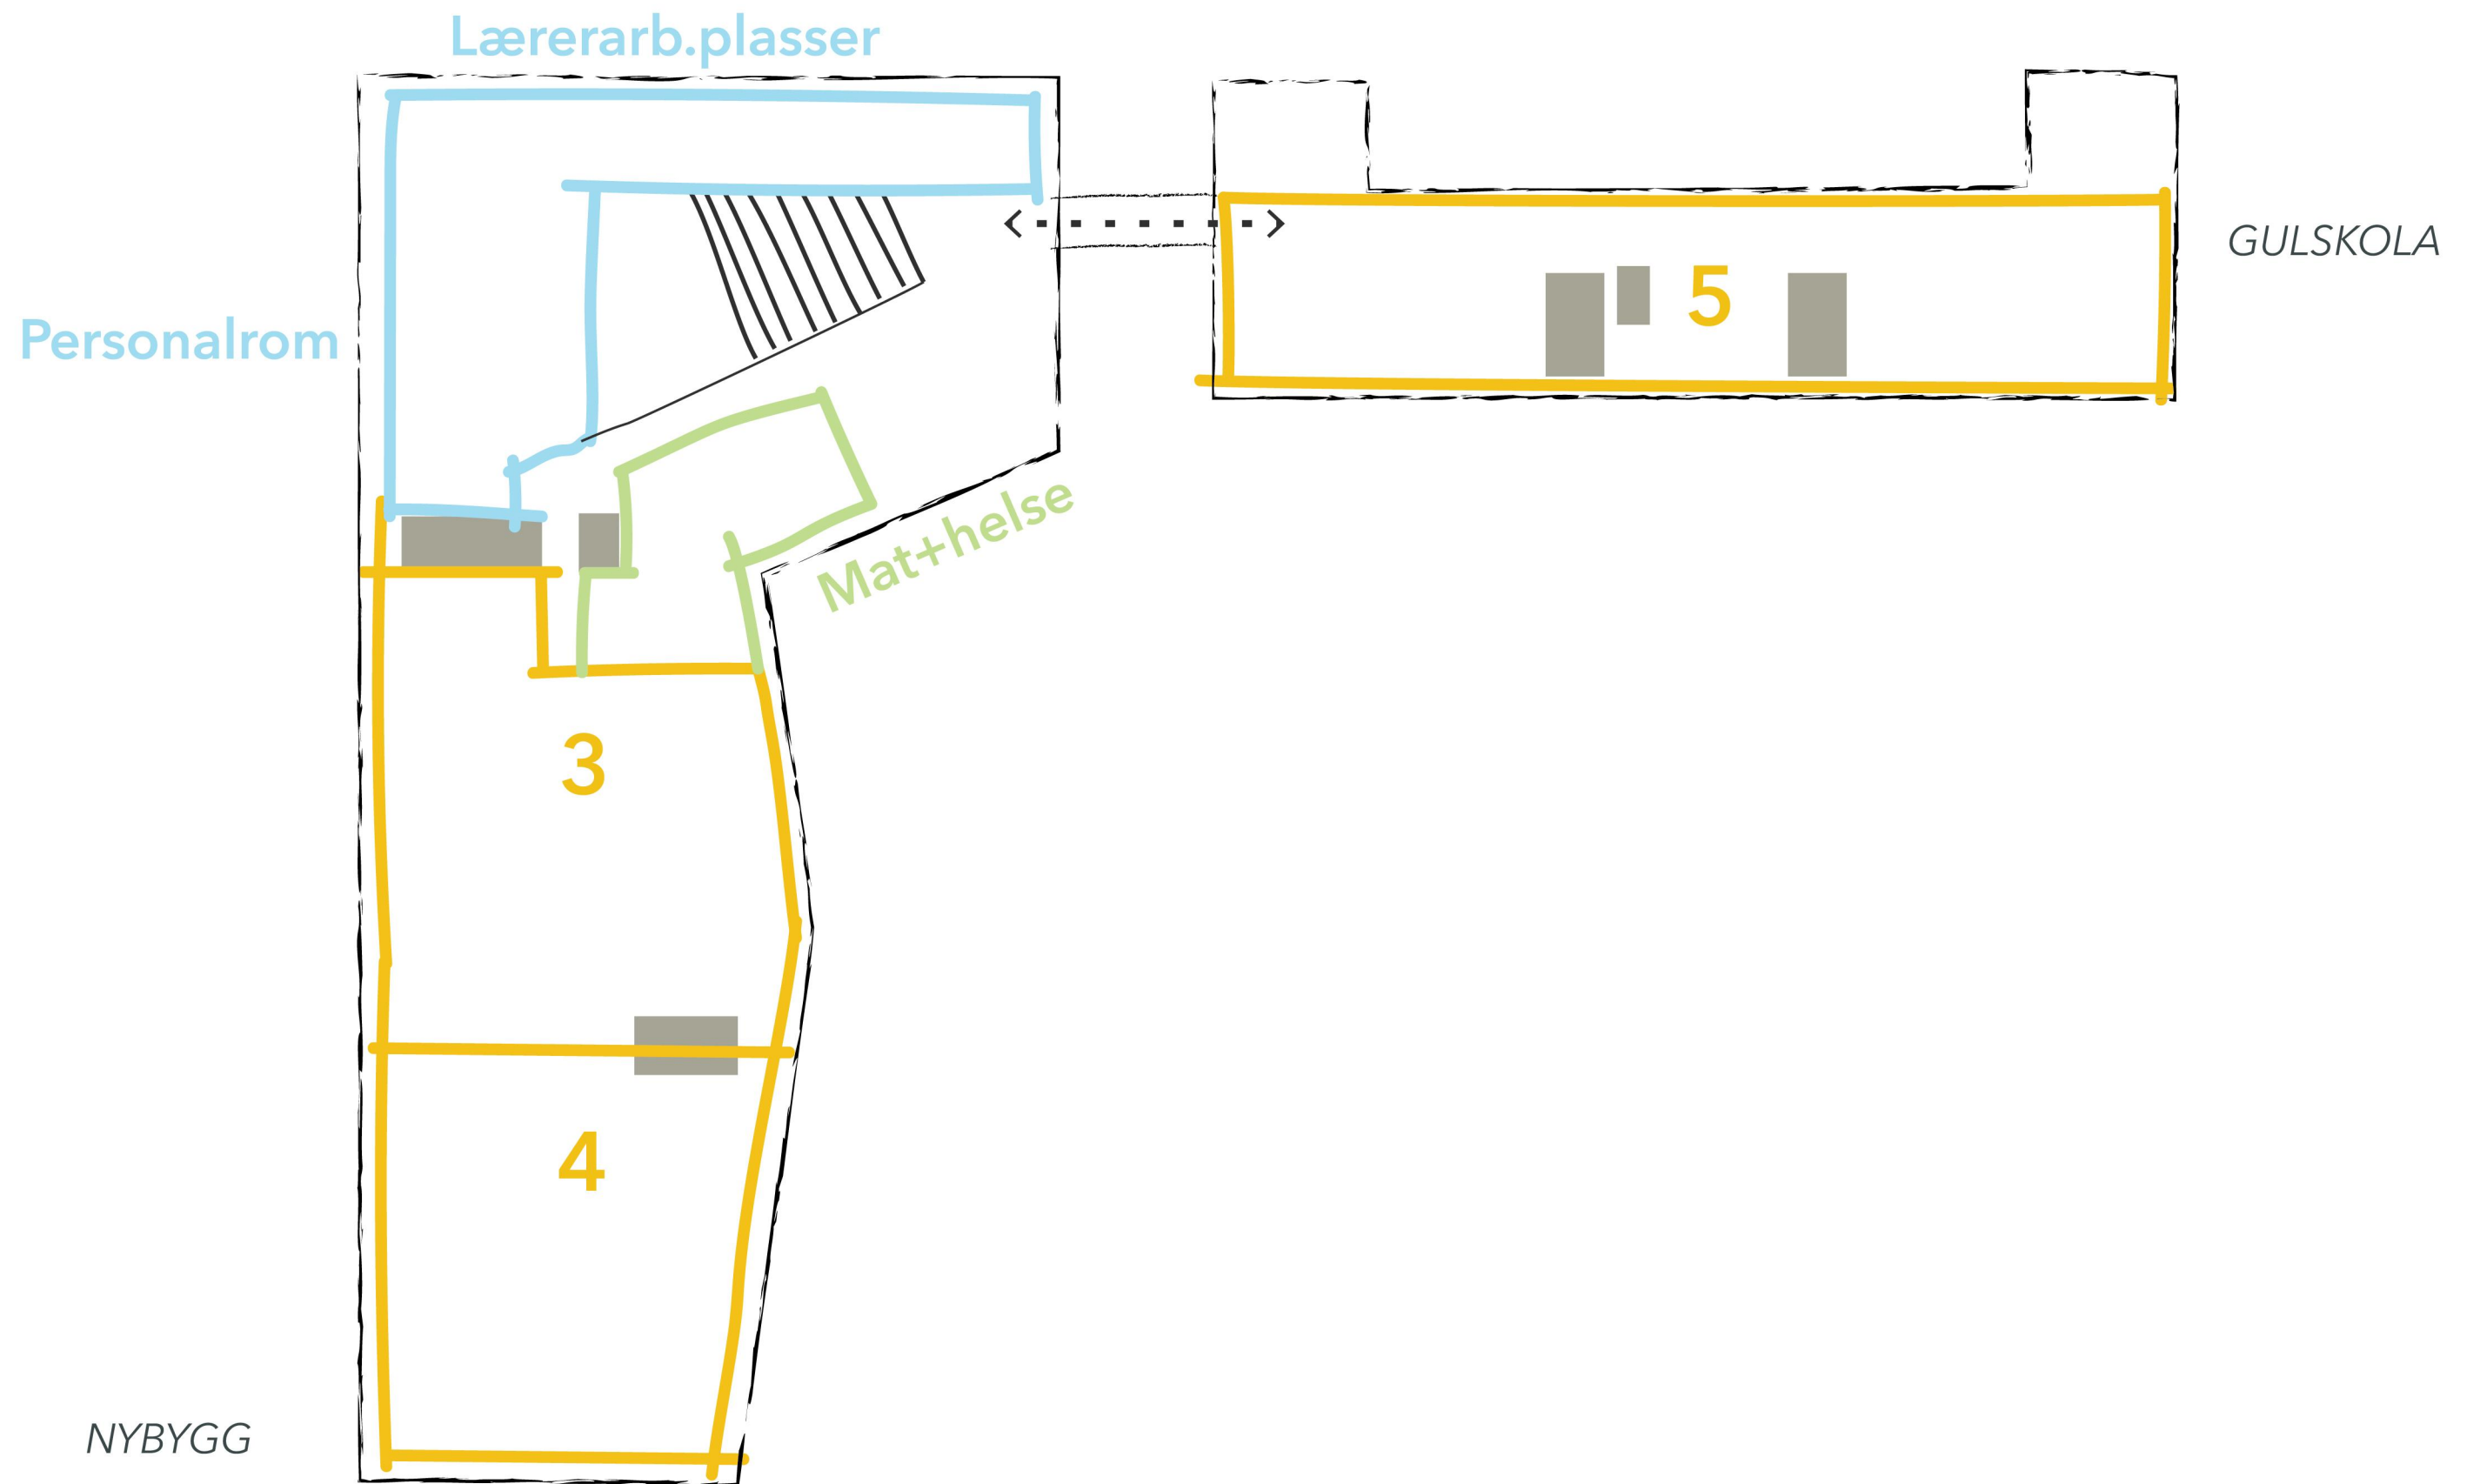 Lærerarb.plasser
GULSKOLA
5
Personalrom
Mat+helse
3
4
NYBYGG